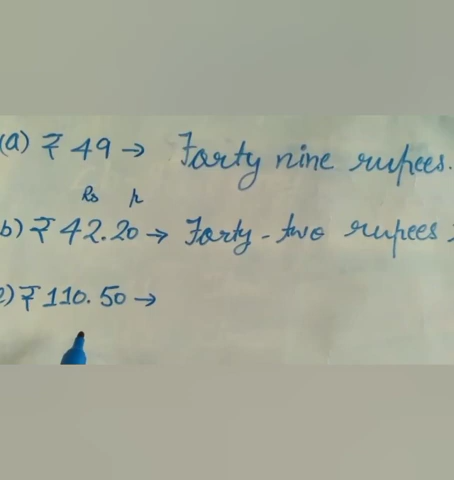 (a) ₹ 49 → Forty nine rupees.
Rs p
b) ₹ 42.20 → Forty-two rupees
) ₹ 110.50 →